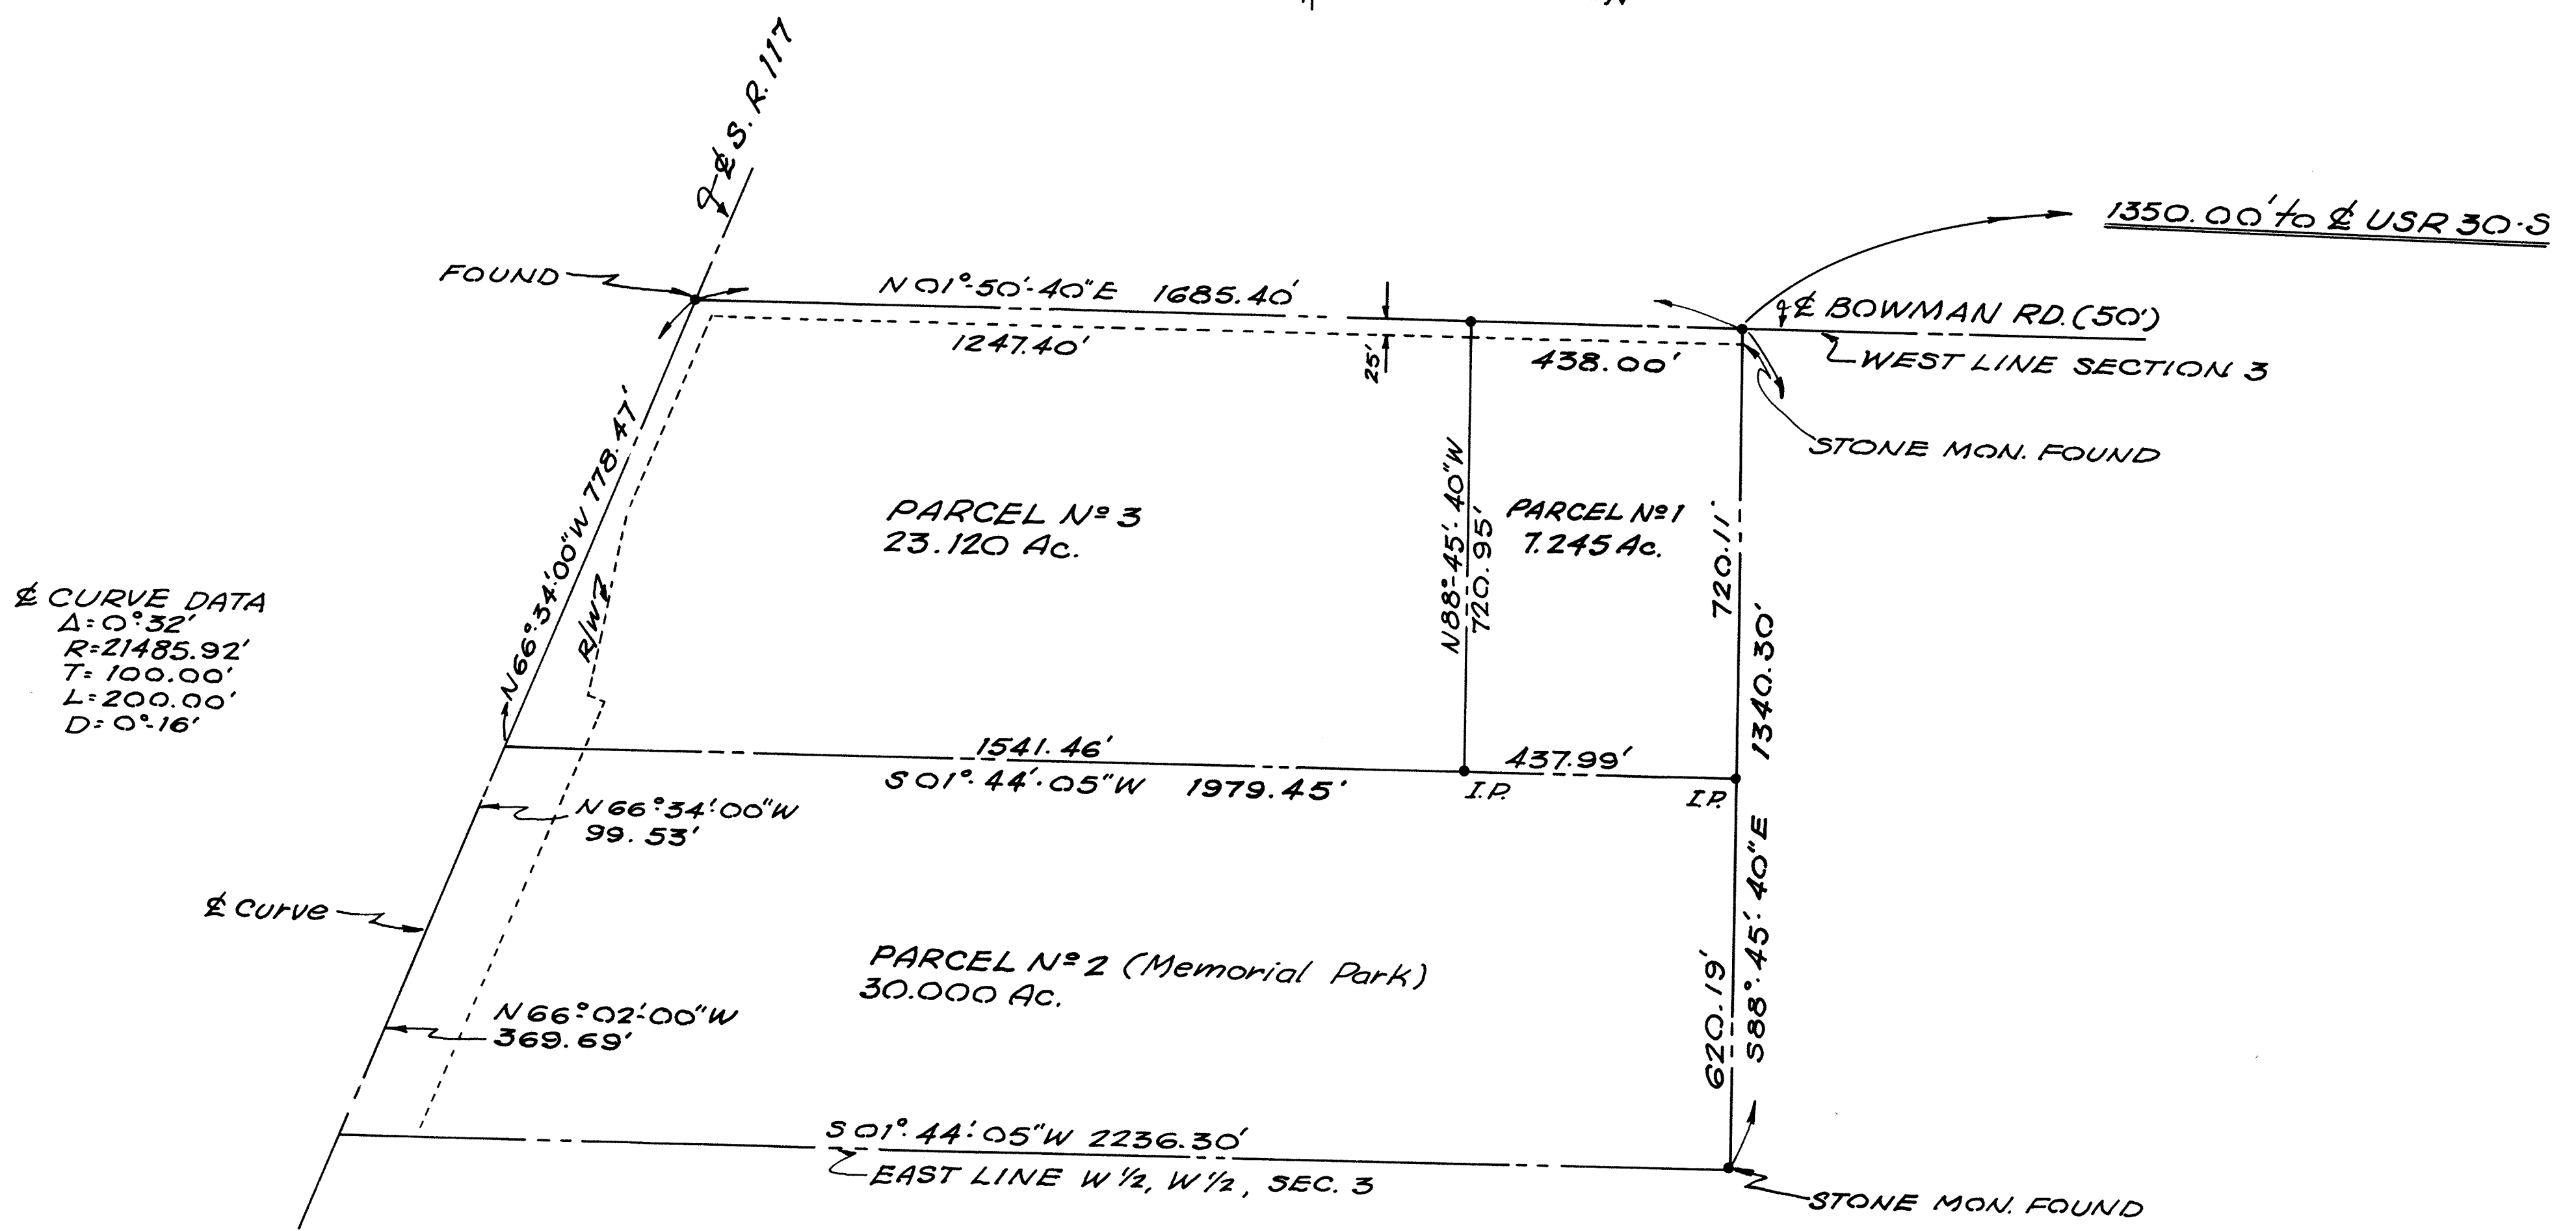 ℄ S. R. 117
1350.00' to ℄ USR 30-S
FOUND
N 01°-50'-40"E 1685.40'
℄ BOWMAN RD. (50')
1247.40'
25'
438.00'
WEST LINE SECTION 3
STONE MON. FOUND
N 66°-34'-00"W 778.47'
N88°-45'-40"W
720.95'
PARCEL Nº 3
23.120 Ac.
PARCEL Nº 1
7.245 Ac.
720.11'
1340.30'
R/W
℄ CURVE DATA
Δ=0°32'
R=21485.92'
T=100.00'
L=200.00'
D=0°-16'
1541.46'
437.99'
S 01°-44'-05"W 1979.45'
I.P.
I.P.
N 66°34'00"W
99.53'
℄ Curve
PARCEL Nº 2 (Memorial Park)
30.000 Ac.
N 66°-02'-00"W
369.69'
620.19'
S88°-45'-40"E
S 01°-44'-05"W 2236.30'
EAST LINE W ½, W ½, SEC. 3
STONE MON. FOUND